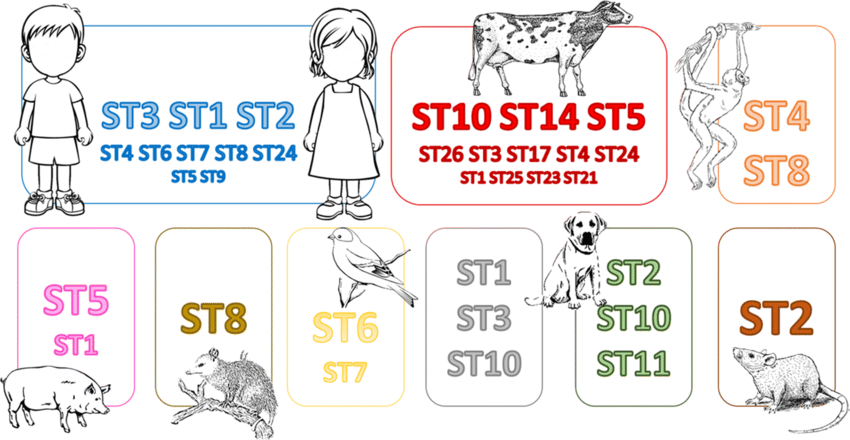 ST3 ST1 ST2
ST4 ST6 ST7 ST8 ST24
ST5 ST9
ST10 ST14 ST5
ST26 ST3 ST17 ST4 ST24
ST1 ST25 ST23 ST21
ST4
ST8
ST5
ST1
ST8
ST6
ST7
ST1
ST3
ST10
ST2
ST10
ST11
ST2